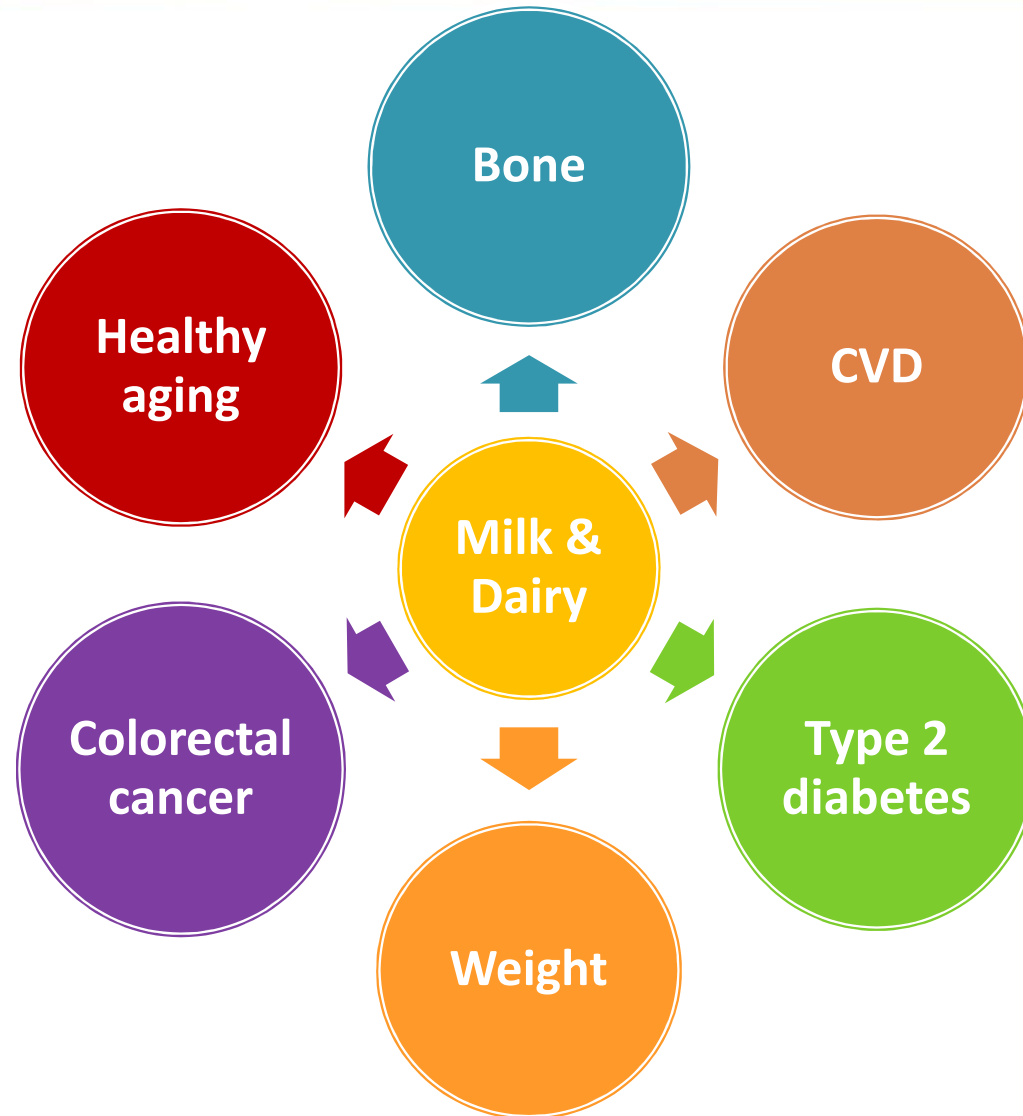 Bone
Healthy
aging
CVD
Milk &
Dairy
Colorectal
cancer
Type 2
diabetes
Weight